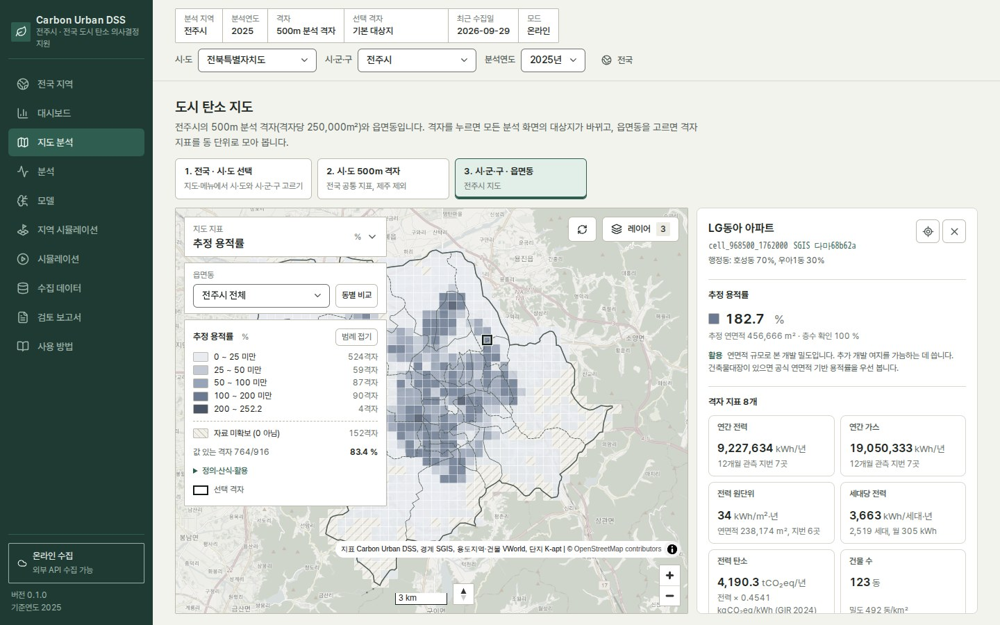 Carbon Urban DSS
전주시 · 전국 도시 탄소 의사결정
지원
전국 지역
대시보드
지도 분석
분석
모델
지역 시뮬레이션
시뮬레이션
수집 데이터
검토 보고서
사용 방법
온라인 수집
외부 API 수집 가능
버전 0.1.0
기준연도 2025
분석 지역
전주시
분석연도
2025
격자
500m 분석 격자
선택 격자
기본 대상지
최근 수집일
2026-09-29
모드
온라인
시·도
전북특별자치도
시·군·구
전주시
분석연도
2025년
전국
도시 탄소 지도
전주시의 500m 분석 격자(격자당 250,000m²)와 읍면동입니다. 격자를 누르면 모든 분석 화면의 대상지가 바뀌고, 읍면동을 고르면 격자
지표를 동 단위로 모아 봅니다.
1. 전국 · 시·도 선택
지도·메뉴에서 시·도와 시·군·구 고르기
2. 시·도 500m 격자
전국 공통 지표, 제주 제외
3. 시·군·구 · 읍면동
전주시 지도
지도 지표
추정 용적률
%
읍면동
전주시 전체
동별 비교
추정 용적률 %
범례 접기
0 ~ 25 미만 524격자
25 ~ 50 미만 59격자
50 ~ 100 미만 87격자
100 ~ 200 미만 90격자
200 ~ 252.2 4격자
자료 미확보 (0 아님) 152격자
값 있는 격자 764/916 83.4 %
정의·산식·활용
선택 격자
레이어 3
용진읍
소양면
상관면
봉남면
금산면
구이면
17
3 km
지표 Carbon Urban DSS, 경계 SGIS, 용도지역·건물 VWorld, 단지 K-apt | © OpenStreetMap contributors
LG동아 아파트
cell_968500_1762000 SGIS 다마68b62a
행정동: 호성동 70%, 우아1동 30%
추정 용적률
182.7 %
추정 연면적 456,666 m² · 층수 확인 100 %
활용 연면적 규모로 본 개발 밀도입니다. 추가 개발 여지를 가늠하는 데 씁니다.
건축물대장이 있으면 공식 연면적 기반 용적률을 우선 봅니다.
격자 지표 8개
연간 전력
9,227,634 kWh/년
12개월 관측 지번 7곳
연간 가스
19,050,333 kWh/년
12개월 관측 지번 7곳
전력 원단위
34 kWh/m²·년
연면적 238,174 m², 지번 6곳
세대당 전력
3,663 kWh/세대·년
2,519 세대, 월 305 kWh
전력 탄소
4,190.3 tCO₂eq/년
전력 × 0.4541
kgCO₂eq/kWh (GIR 2024)
건물 수
123 동
밀도 492 동/km²